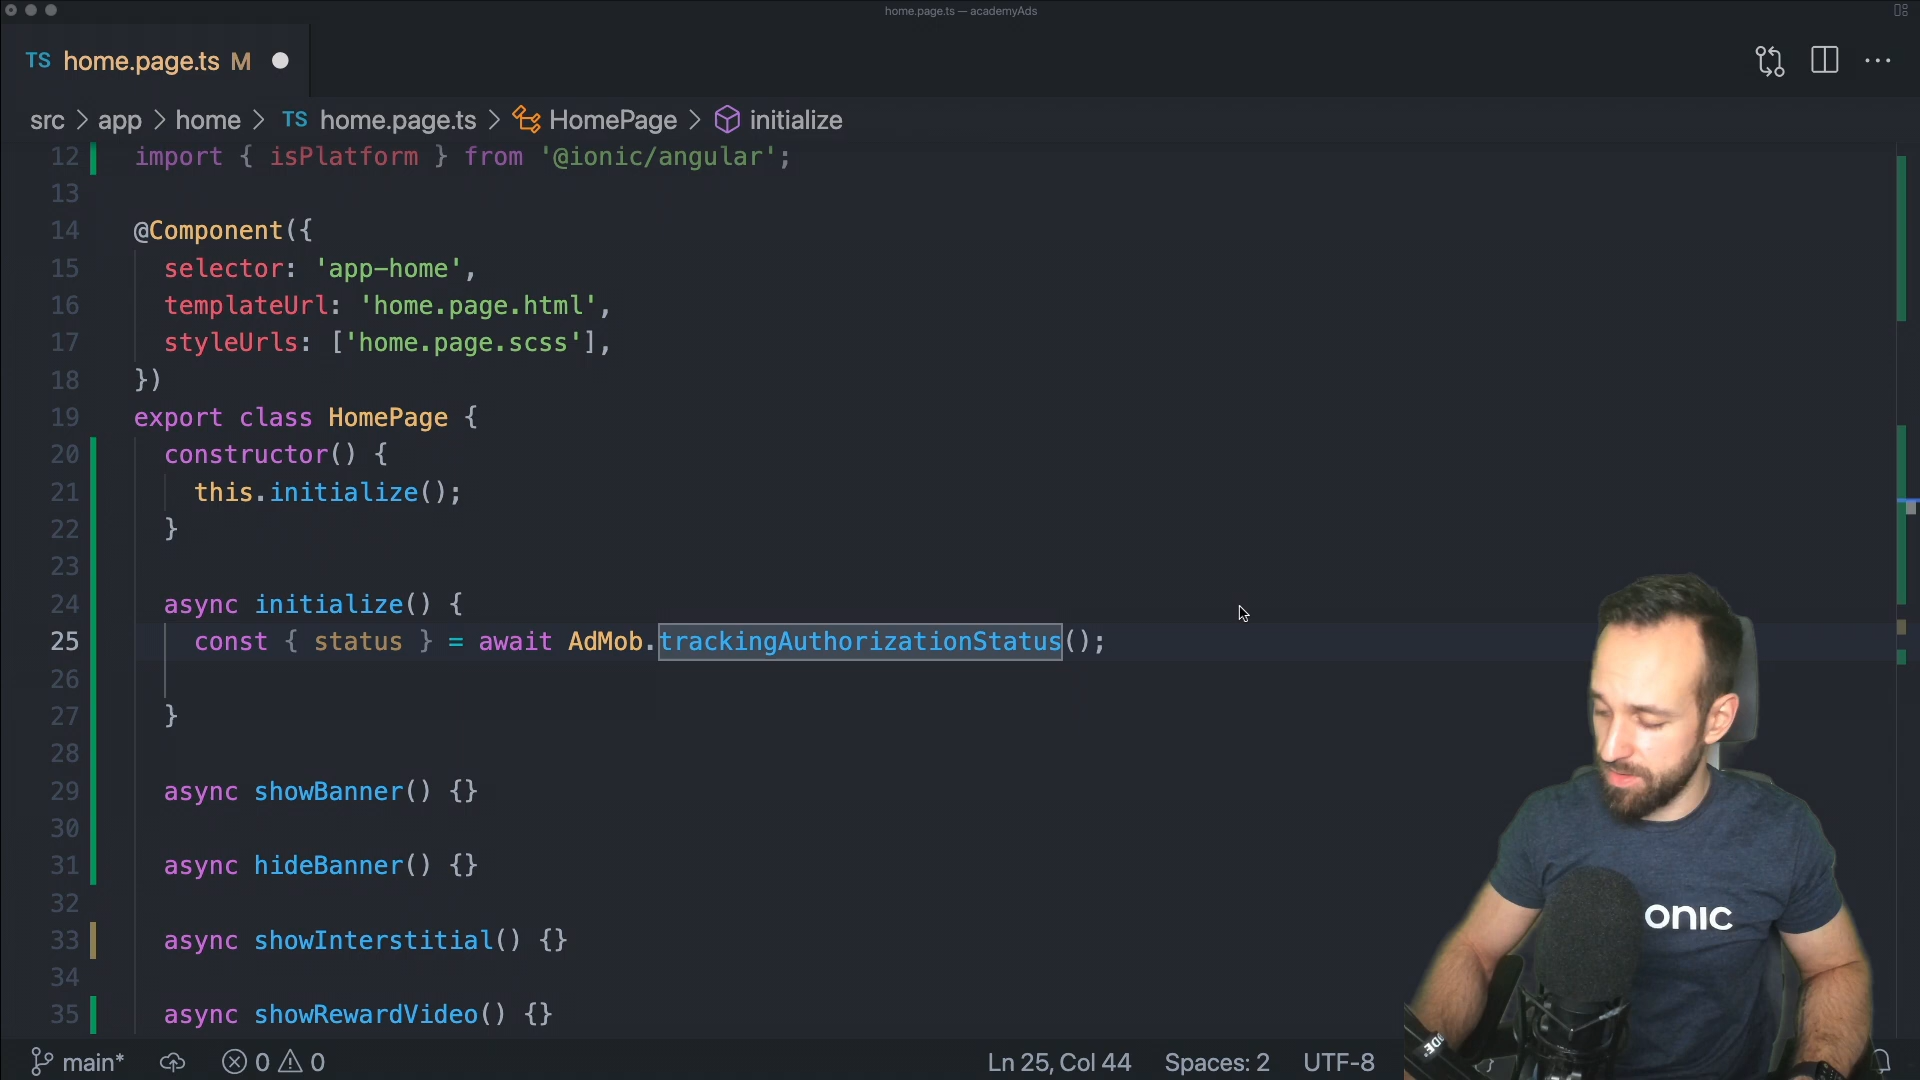 home.page.ts — academyAds
TS home.page.ts M
src > app > home > TS home.page.ts > HomePage > initialize
12 import { isPlatform } from '@ionic/angular';
13
14 @Component({
15 selector: 'app-home',
16 templateUrl: 'home.page.html',
17 styleUrls: ['home.page.scss'],
18 })
19 export class HomePage {
20 constructor() {
21 this.initialize();
22 }
23
24 async initialize() {
25 const { status } = await AdMob.trackingAuthorizationStatus();
26
27 }
28
29 async showBanner() {}
30
31 async hideBanner() {}
32
33 async showInterstitial() {}
34
35 async showRewardVideo() {}
onic
main* 0 0 Ln 25, Col 44 Spaces: 2 UTF-8